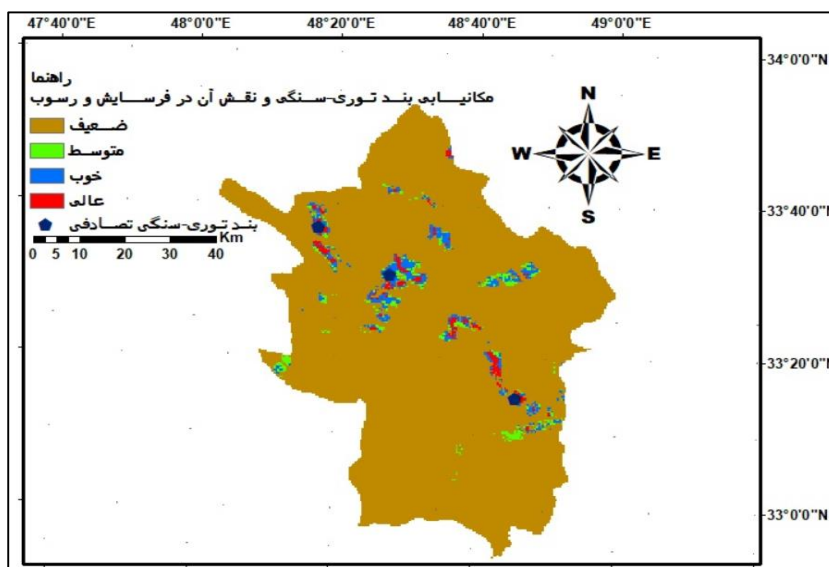 47°40'0"E 48°0'0"E 48°20'0"E 48°40'0"E 49°0'0"E
34°0'0"N
راهنما
مکانیابی بند توری-سنگی و نقش آن در فرسایش و رسوب
ضعیف
متوسط
خوب
عالی
بند توری-سنگی تصادفی
Km
0 5 10 20 30 40
N
W E
S
33°40'0"N
33°20'0"N
33°0'0"N